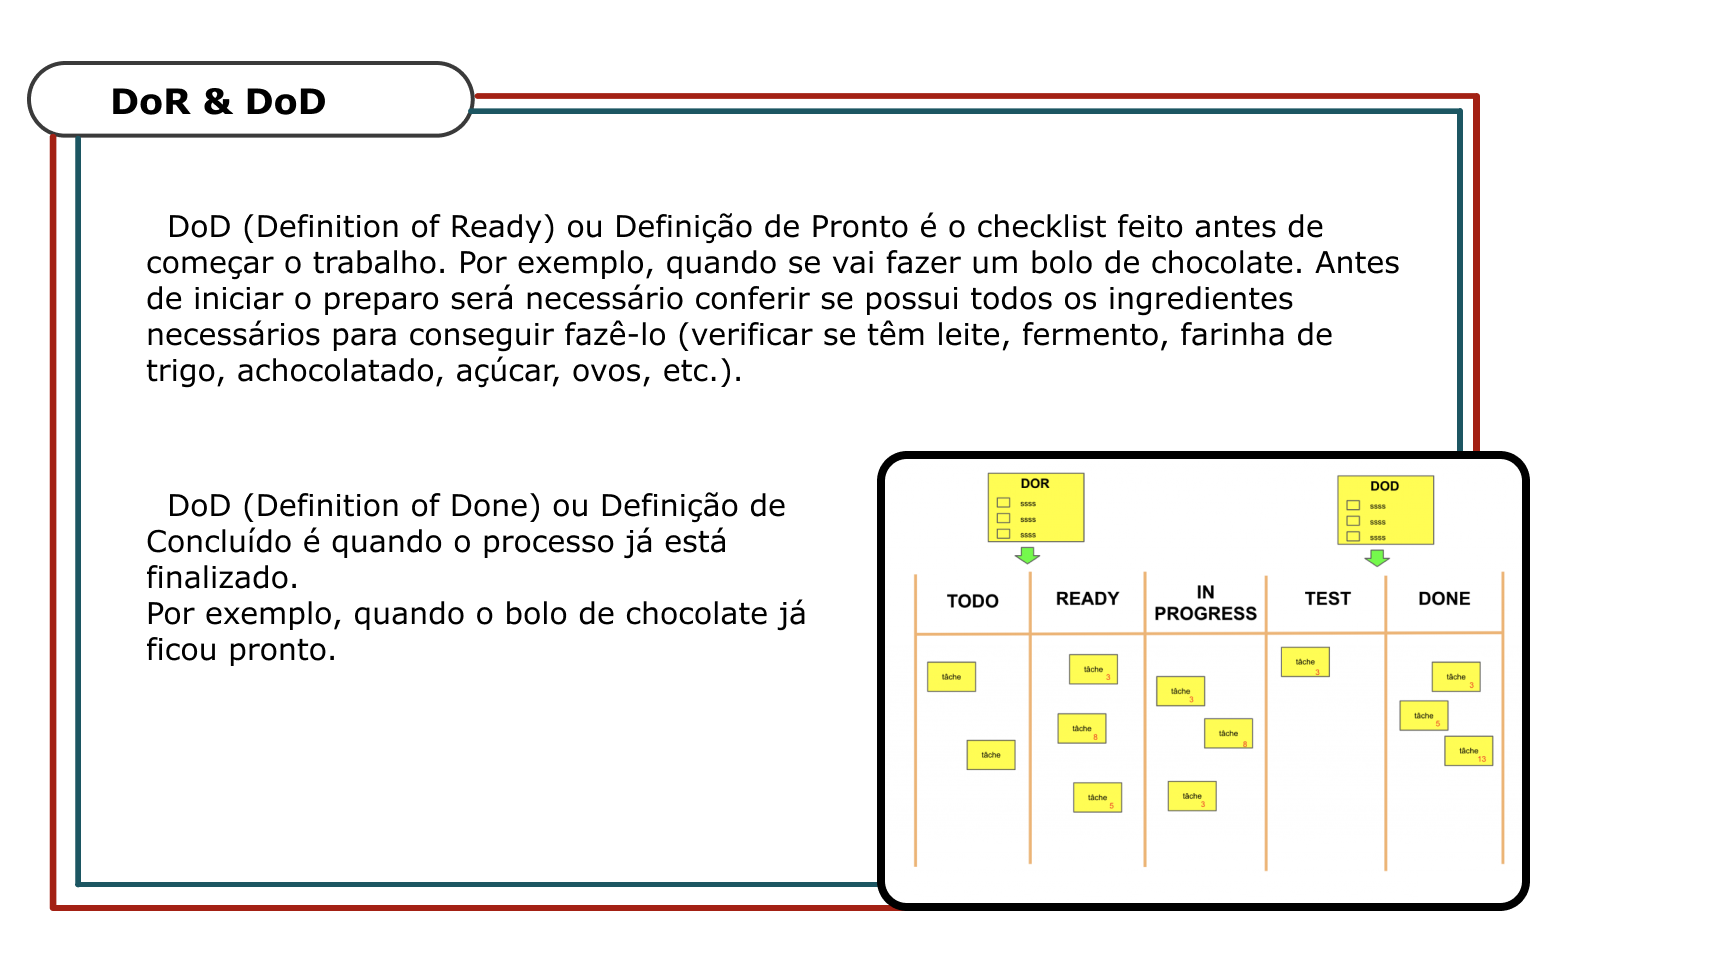 DoR & DoD
DoD (Definition of Ready) ou Definição de Pronto é o checklist feito antes de
começar o trabalho. Por exemplo, quando se vai fazer um bolo de chocolate. Antes
de iniciar o preparo será necessário conferir se possui todos os ingredientes
necessários para conseguir fazê-lo (verificar se têm leite, fermento, farinha de
trigo, achocolatado, açúcar, ovos, etc.).
DoD (Definition of Done) ou Definição de
Concluído é quando o processo já está
finalizado.
Por exemplo, quando o bolo de chocolate já
ficou pronto.
DOR
ssss
ssss
ssss
DOD
ssss
ssss
ssss
TODO
READY
IN
PROGRESS
TEST
DONE
tâche
tâche
tâche
3
tâche
8
tâche
5
tâche
3
tâche
8
tâche
3
tâche
3
tâche
3
tâche
5
tâche
13